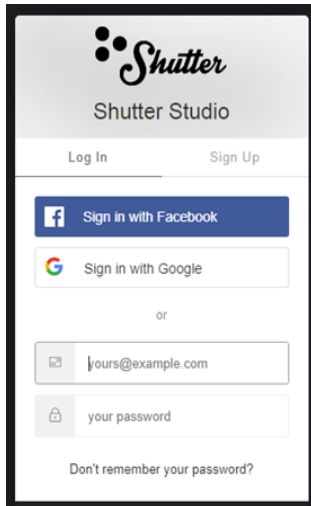 Shutter
Shutter Studio
Log In Sign Up
Sign in with Facebook
Sign in with Google
or
yours@example.com
your password
Don't remember your password?